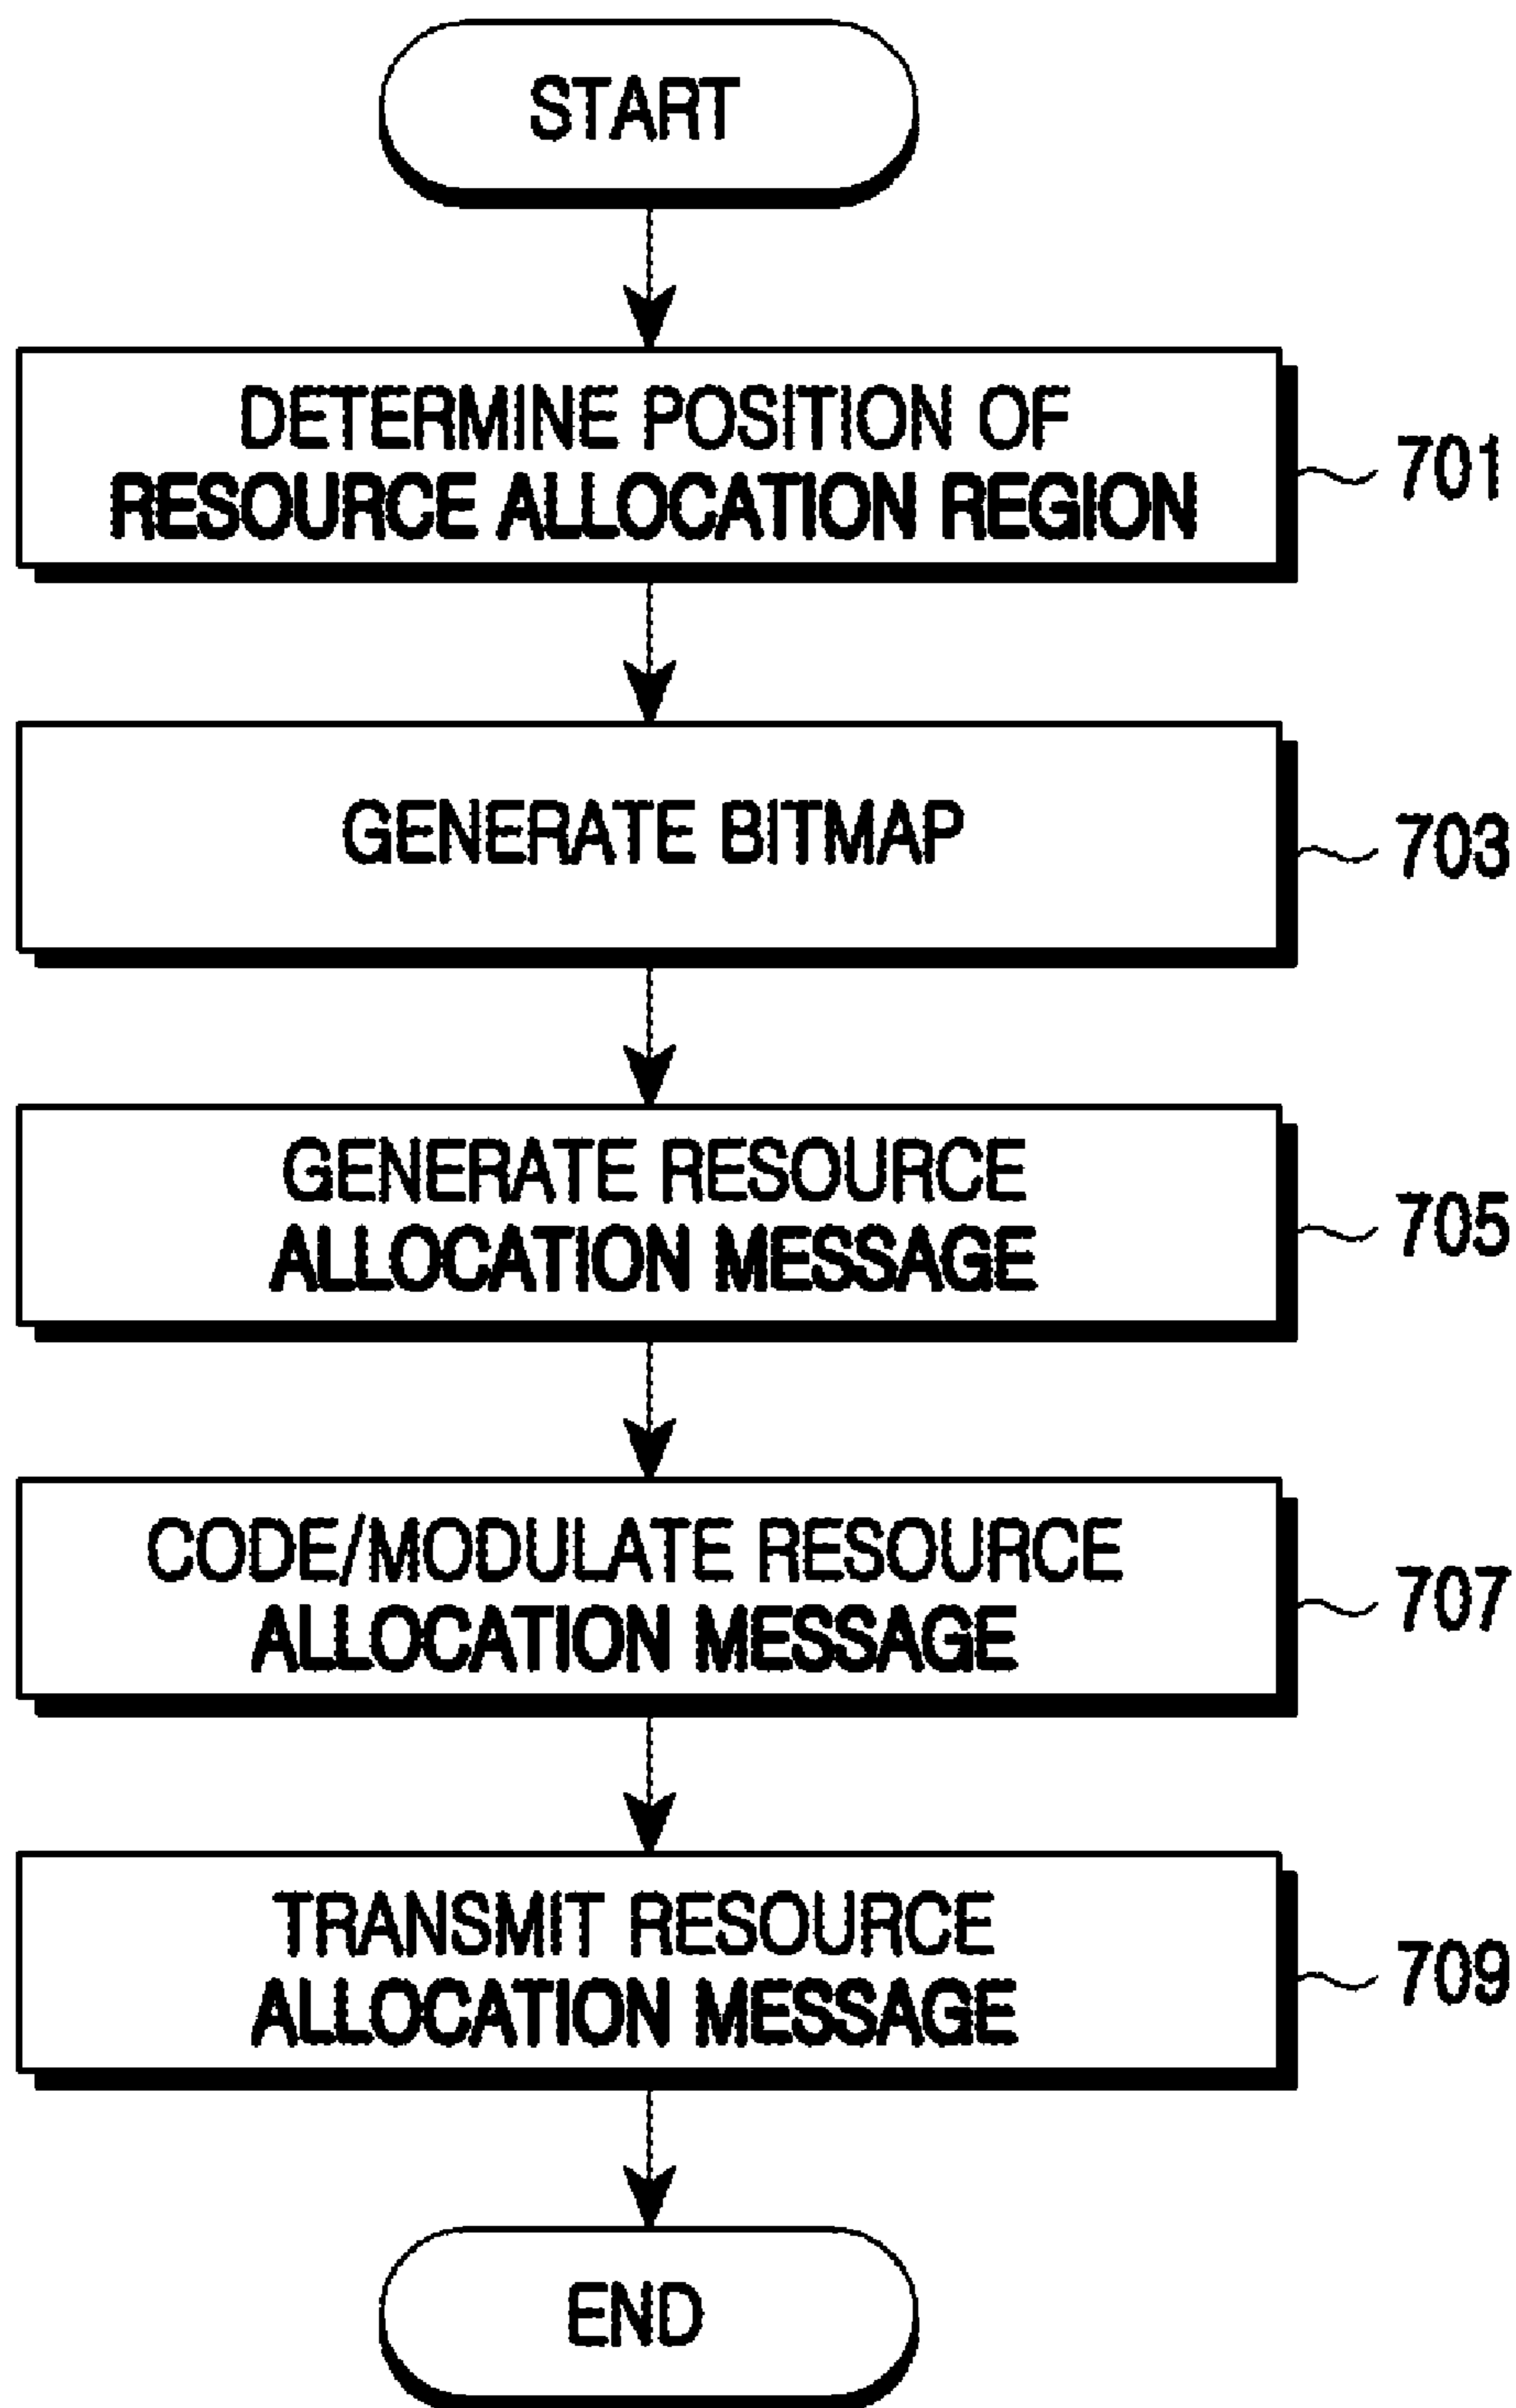 START
DETERMINE POSITION OF
RESOURCE ALLOCATION REGION
701
GENERATE BITMAP
703
GENERATE RESOURCE
ALLOCATION MESSAGE
705
CODE/MODULATE RESOURCE
ALLOCATION MESSAGE
707
TRANSMIT RESOURCE
ALLOCATION MESSAGE
709
END